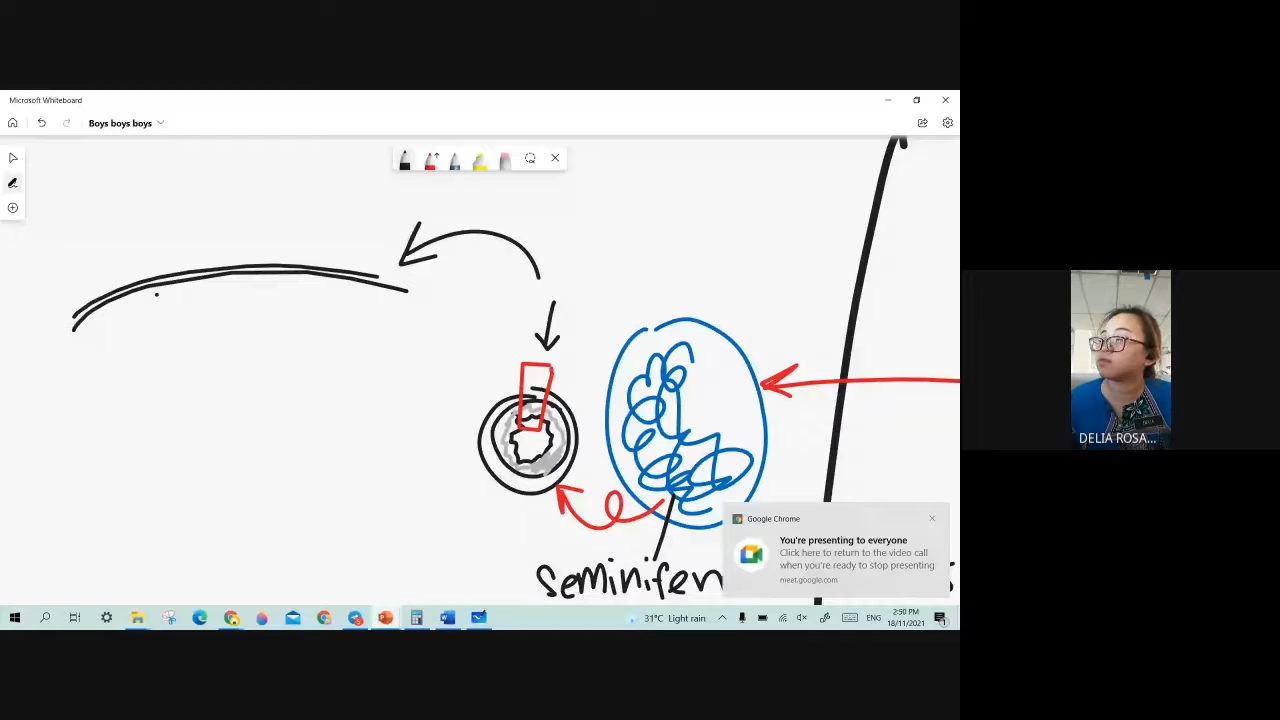 Microsoft Whiteboard
Boys boys boys
DELIA ROSA...
Google Chrome
You're presenting to everyone
Click here to return to the video call
when you're ready to stop presenting
meet.google.com
seminifer
31°C Light rain
ENG
2:50 PM
18/11/2021